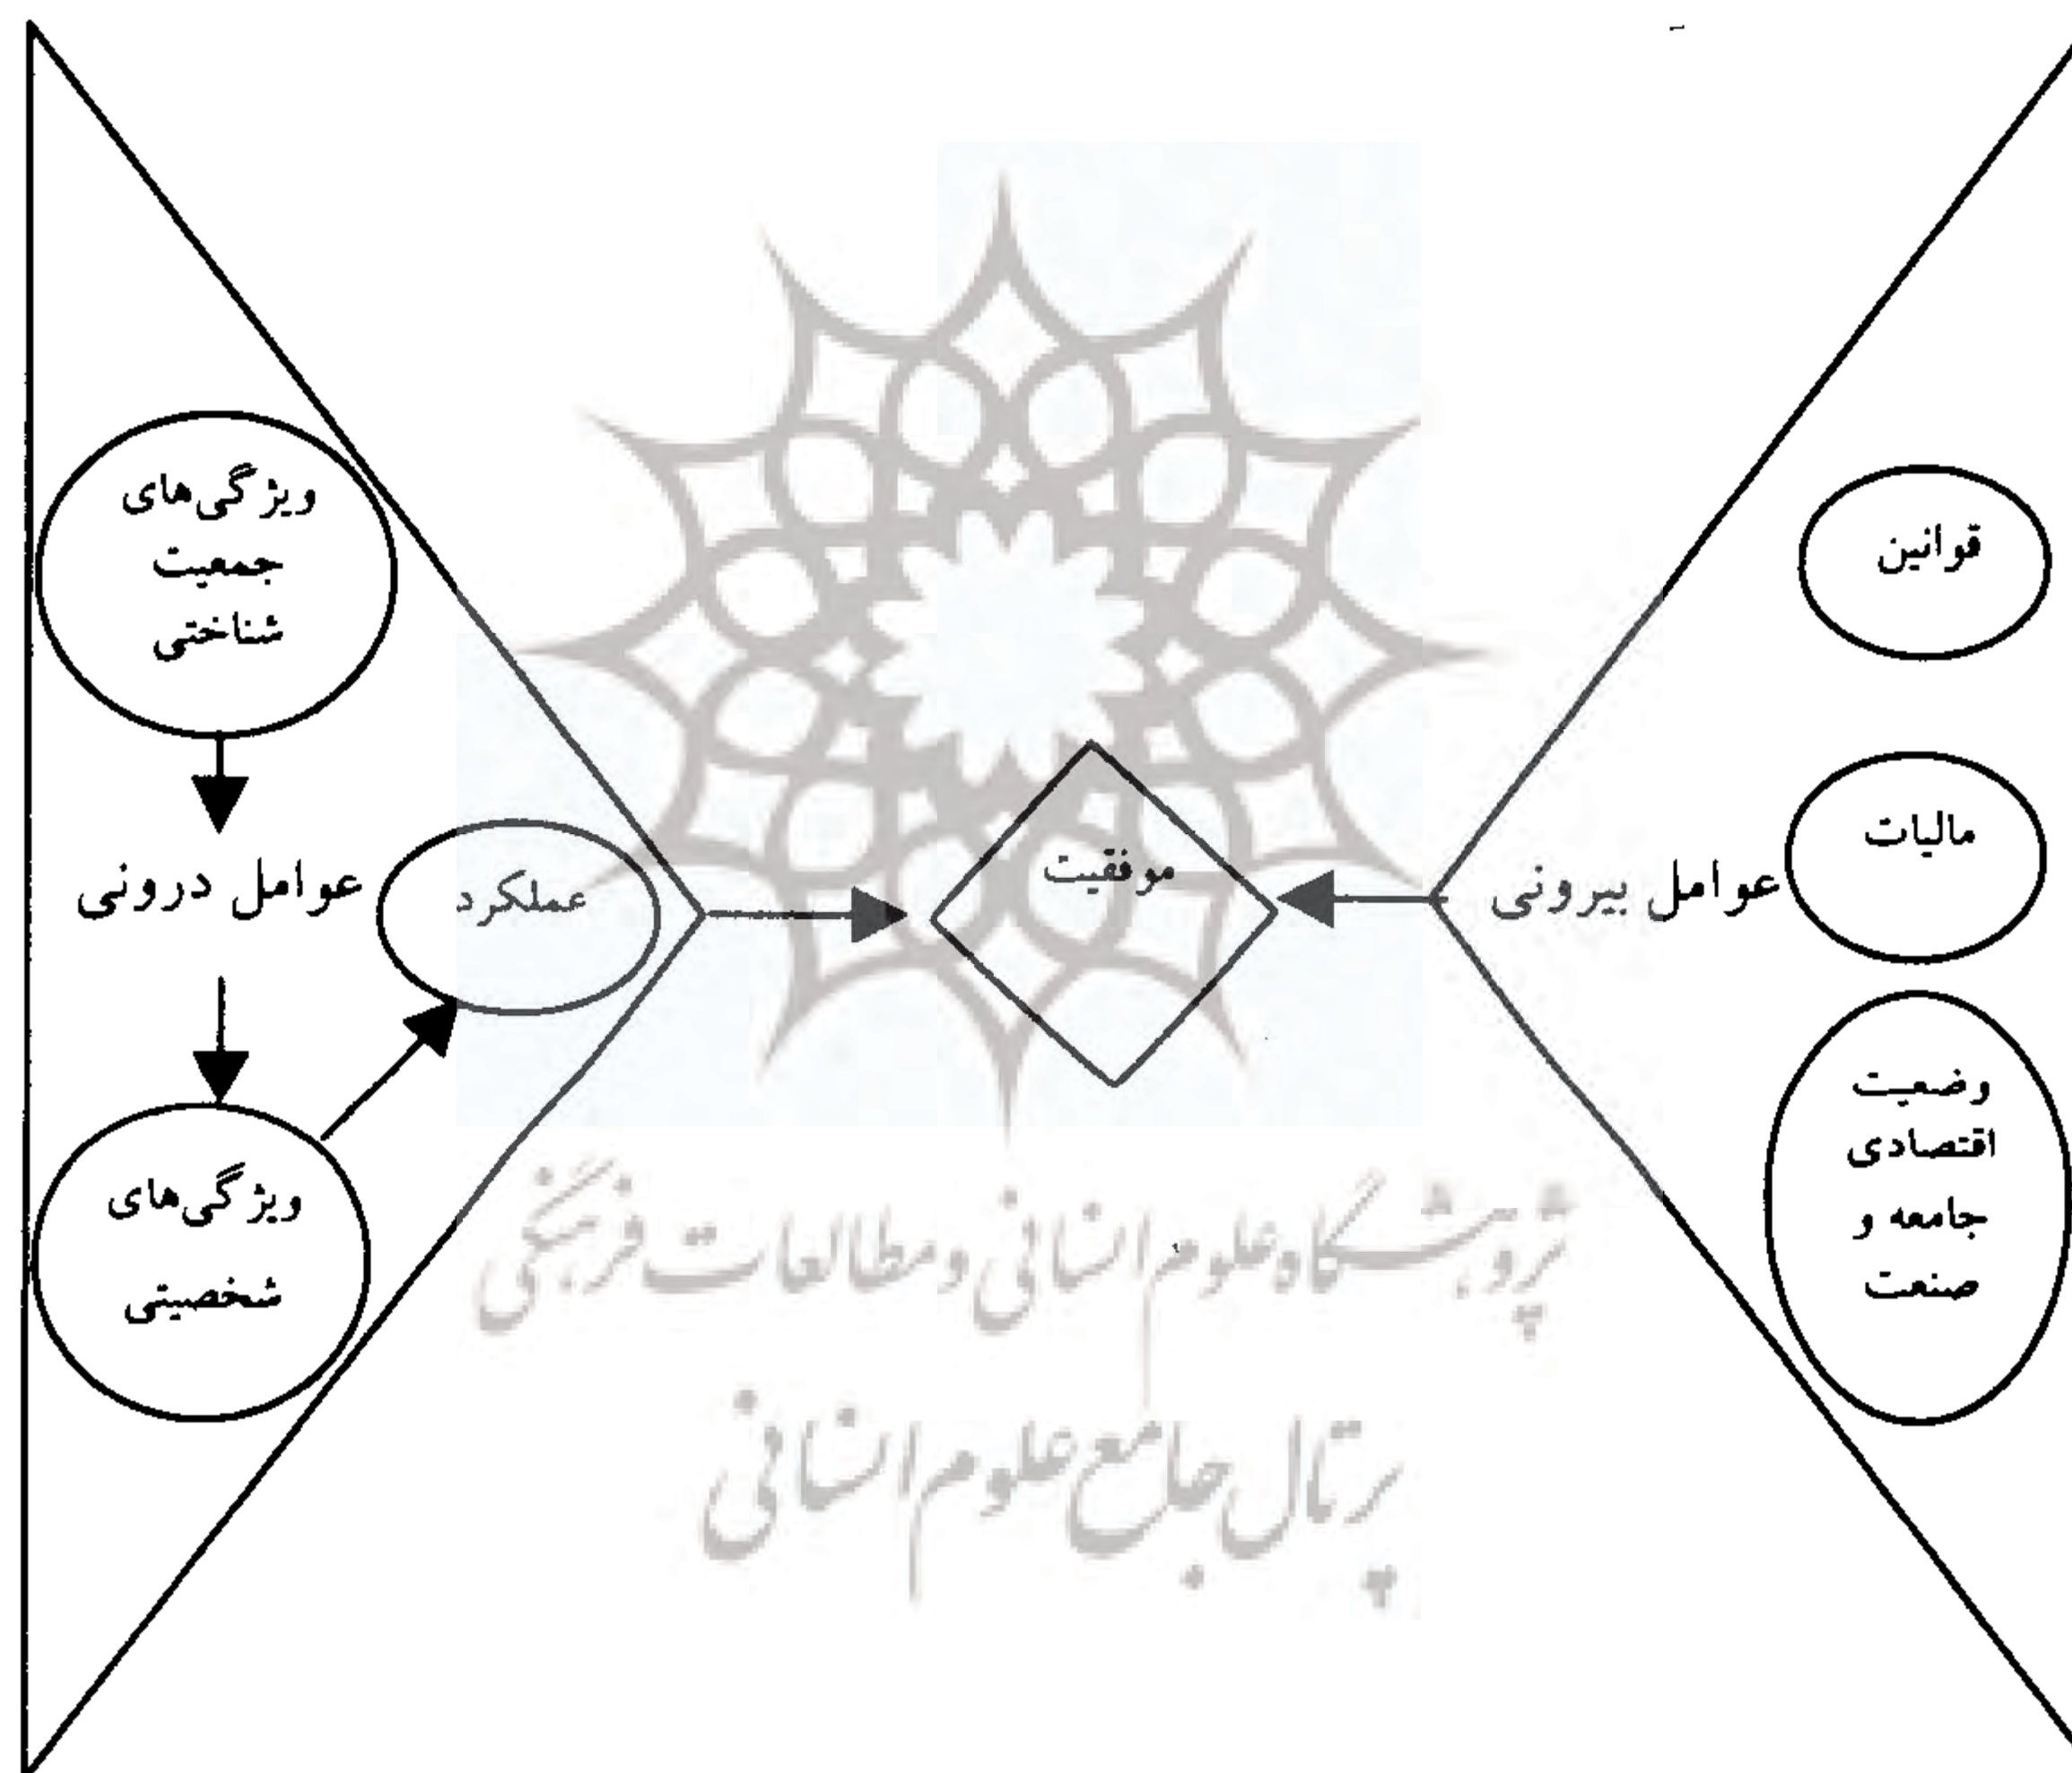 ویژگی‌های
جمعیت
شناختی
عوامل درونی
عملکرد
ویژگی‌های
شخصیتی
موفقیت
عوامل بیرونی
قوانین
مالیات
وضعیت
اقتصادی
جامعه و
صنعت
پژوهشگاه علوم انسانی و مطالعات فرهنگی
پرتال جامع علوم انسانی